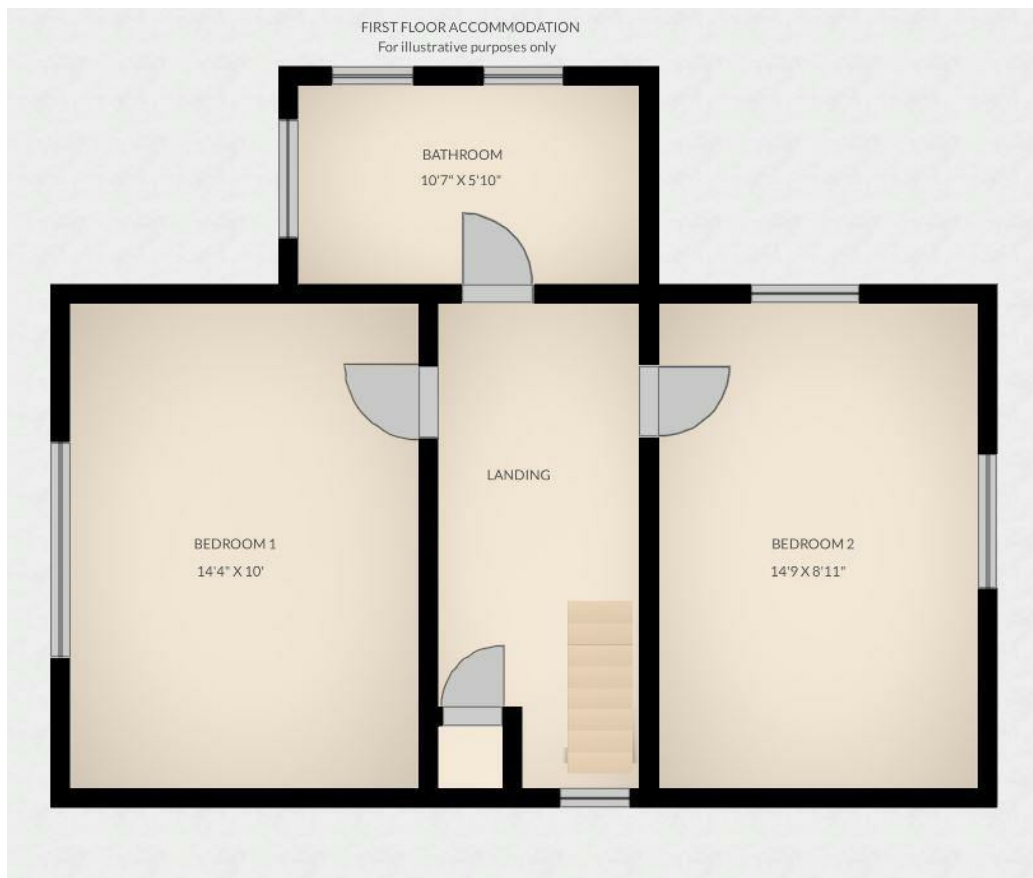 FIRST FLOOR ACCOMMODATION
For illustrative purposes only
BATHROOM
10'7" X 5'10"
LANDING
BEDROOM 1
14'4" X 10'
BEDROOM 2
14'9 X 8'11"